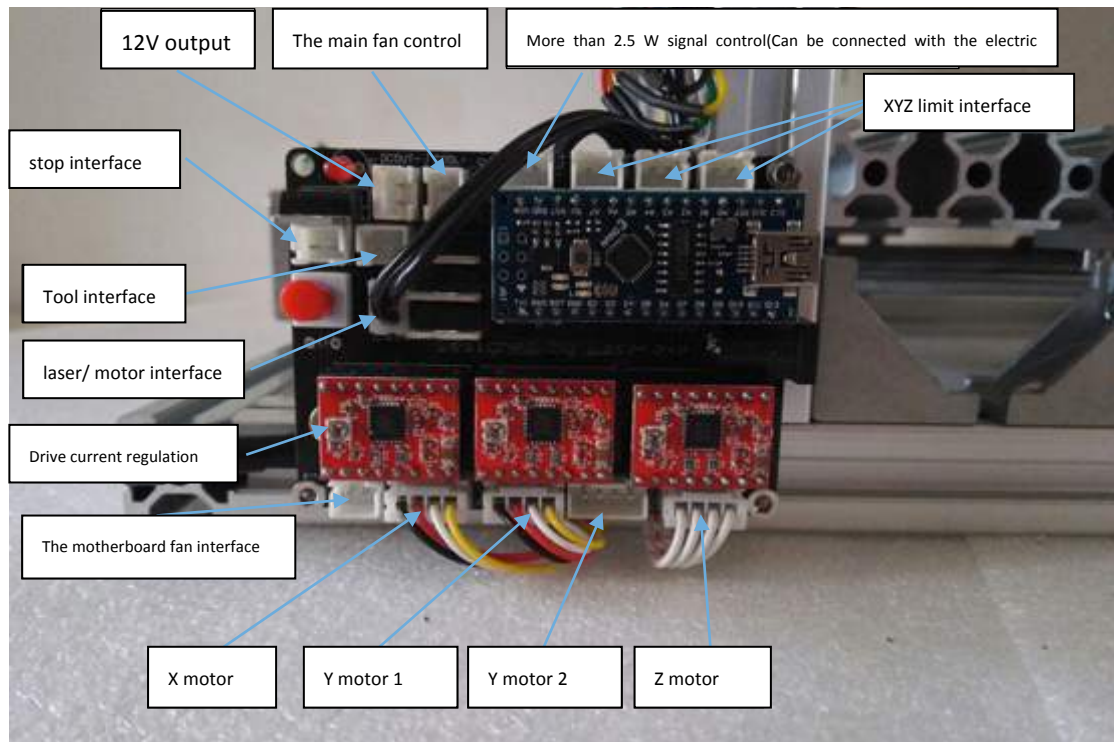 12V output
The main fan control
More than 2.5 W signal control(Can be connected with the electric
XYZ limit interface
stop interface
Tool interface
laser/ motor interface
Drive current regulation
The motherboard fan interface
X motor
Y motor 1
Y motor 2
Z motor